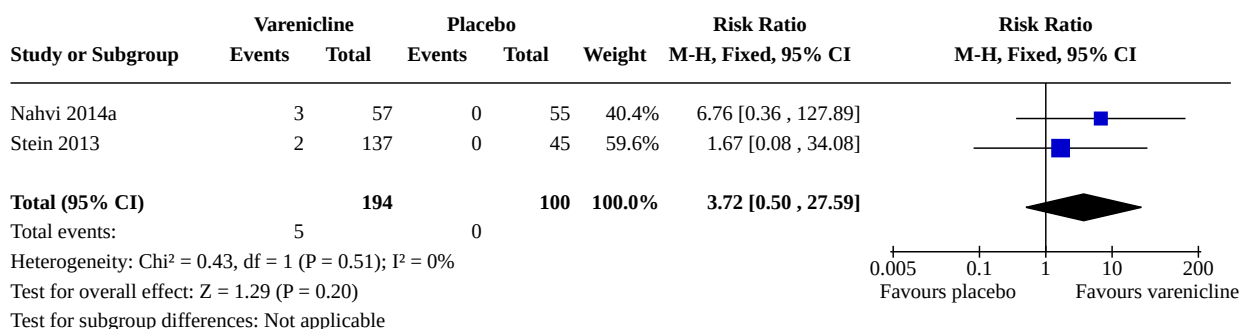 Varenicline Placebo Risk Ratio Risk Ratio
Study or Subgroup Events Total Events Total Weight M-H, Fixed, 95% CI M-H, Fixed, 95% CI
Nahvi 2014a 3 57 0 55 40.4% 6.76 [0.36 , 127.89]
Stein 2013 2 137 0 45 59.6% 1.67 [0.08 , 34.08]
Total (95% CI) 194 100 100.0% 3.72 [0.50 , 27.59]
Total events: 5 0
Heterogeneity: Chi² = 0.43, df = 1 (P = 0.51); I² = 0%
0.005 0.1 1 10 200
Test for overall effect: Z = 1.29 (P = 0.20)
Favours placebo Favours varenicline
Test for subgroup differences: Not applicable